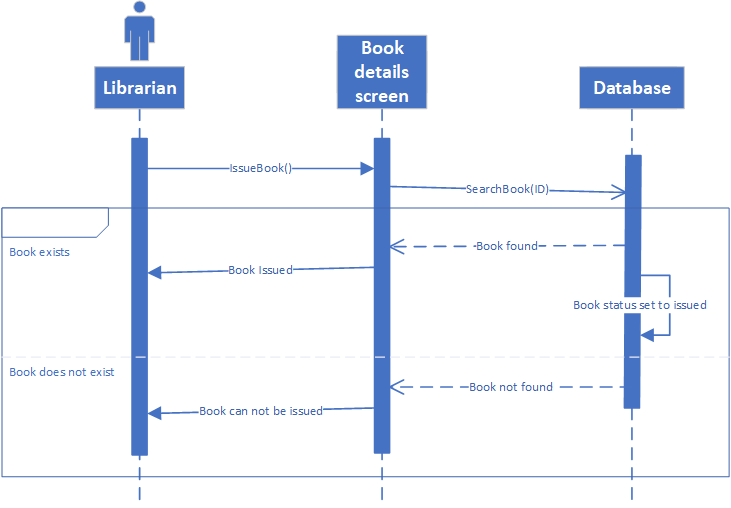 Librarian
Book
details
screen
Database
IssueBook()
SearchBook(ID)
Book exists
Book found
Book Issued
Book status set to issued
Book does not exist
Book not found
Book can not be issued